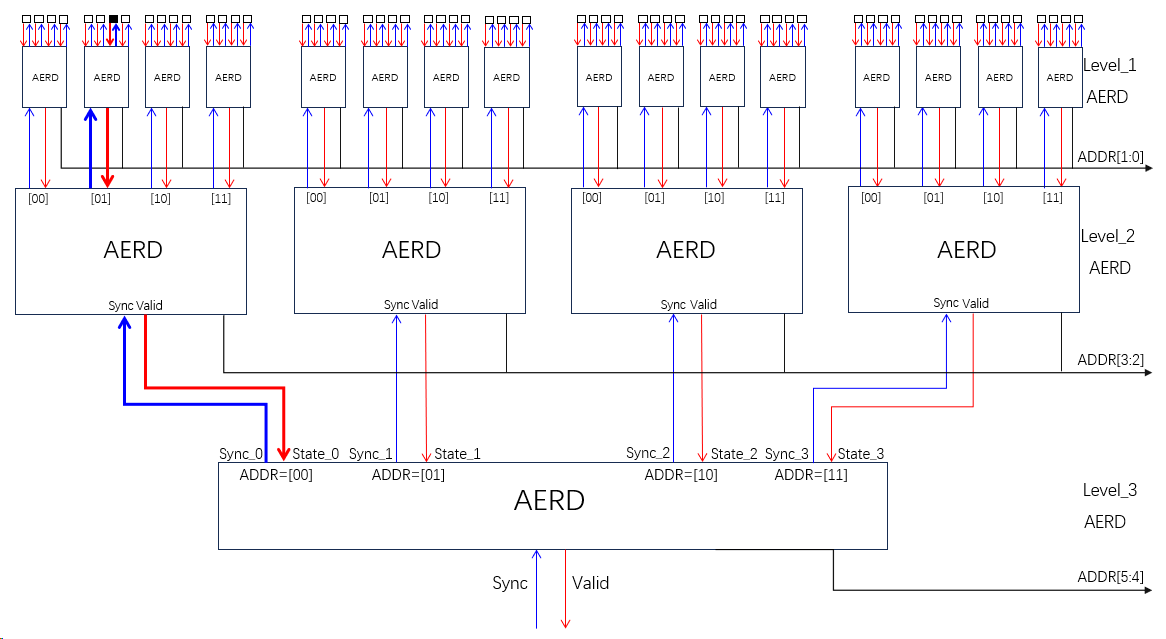 AERD AERD AERD AERD AERD AERD AERD AERD AERD AERD AERD AERD AERD AERD AERD AERD
Level_1
AERD
ADDR[1:0]
[00] [01] [10] [11] [00] [01] [10] [11] [00] [01] [10] [11] [00] [01] [10] [11]
AERD AERD AERD AERD
Level_2
AERD
Sync Valid Sync Valid Sync Valid Sync Valid
ADDR[3:2]
Sync_0 State_0 Sync_1 State_1 Sync_2 State_2 Sync_3 State_3
ADDR=[00] ADDR=[01] ADDR=[10] ADDR=[11]
AERD
Level_3
AERD
Sync Valid
ADDR[5:4]